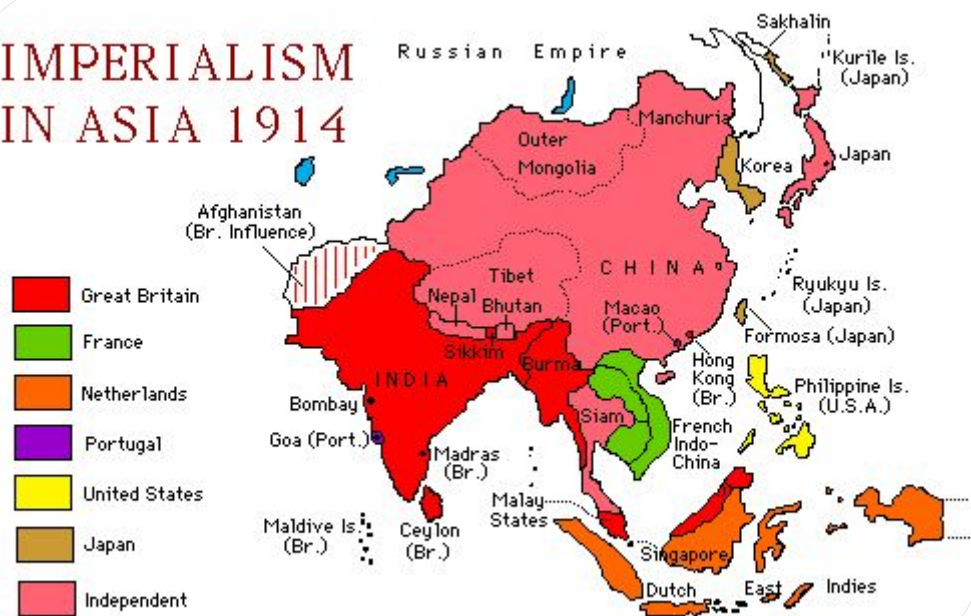 IMPERIALISM
IN ASIA 1914
Russian Empire
Sakhalin
Kurile Is.
(Japan)
Manchuria
Outer
Mongolia
Korea
Japan
Afghanistan
(Br. Influence)
Tibet
CHINA
Nepal
Bhutan
Sikkim
Macao
(Port.)
Ryukyu Is.
(Japan)
Formosa (Japan)
Hong
Kong
(Br.)
Burma
INDIA
Bombay
Goa (Port.)
Madras
(Br.)
Siam
French
Indo-
China
Philippine Is.
(U.S.A.)
Maldive Is.
(Br.)
Ceylon
(Br.)
Malay
States
Singapore
Dutch East Indies
Great Britain
France
Netherlands
Portugal
United States
Japan
Independent